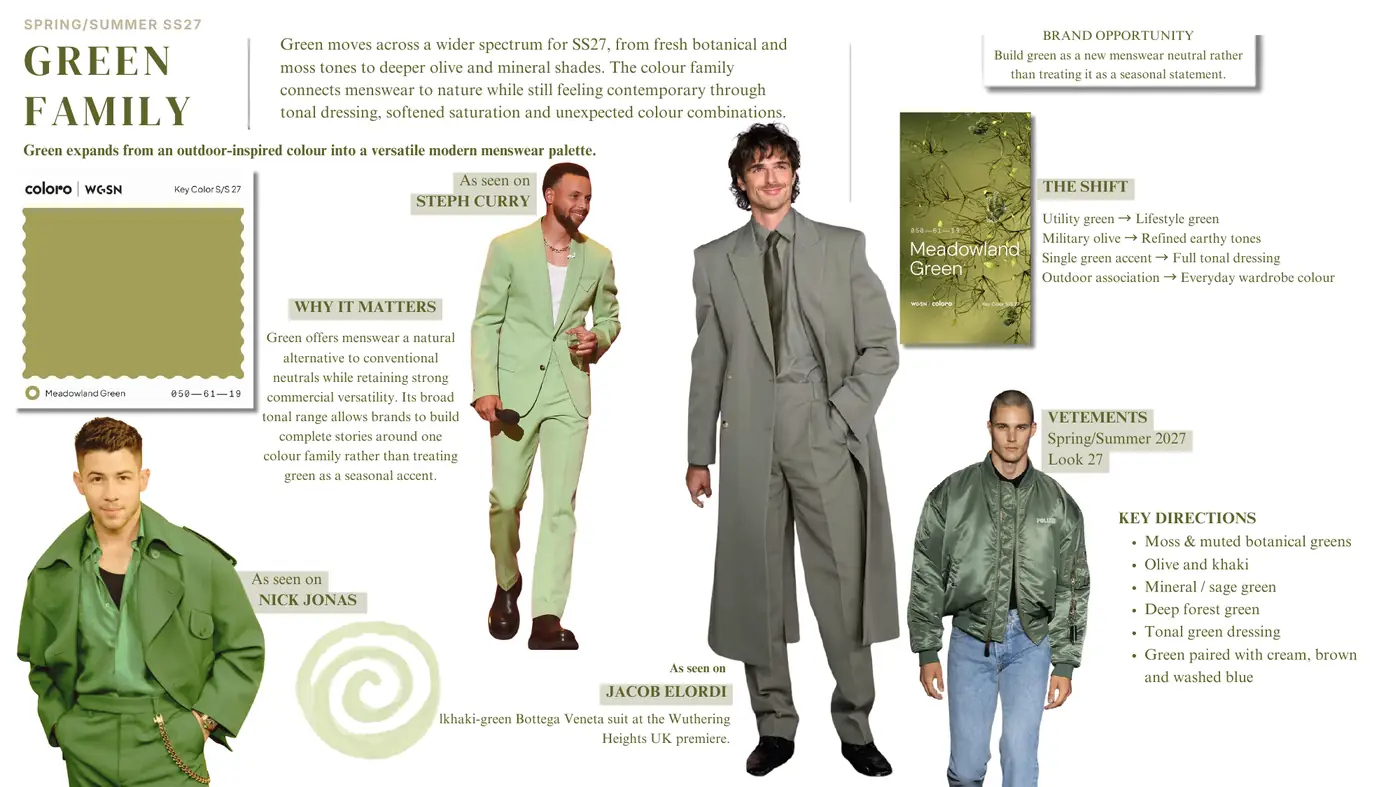 SPRING/SUMMER SS27
GREEN
FAMILY
Green moves across a wider spectrum for SS27, from fresh botanical and
moss tones to deeper olive and mineral shades. The colour family
connects menswear to nature while still feeling contemporary through
tonal dressing, softened saturation and unexpected colour combinations.
BRAND OPPORTUNITY
Build green as a new menswear neutral rather
than treating it as a seasonal statement.
Green expands from an outdoor-inspired colour into a versatile modern menswear palette.
coloro | WGSN
Key Color S/S 27
Meadowland Green
050—61—19
As seen on
STEPH CURRY
WHY IT MATTERS
Green offers menswear a natural
alternative to conventional
neutrals while retaining strong
commercial versatility. Its broad
tonal range allows brands to build
complete stories around one
colour family rather than treating
green as a seasonal accent.
050—61—19
Meadowland
Green
WGSN coloro
Key Color S/S 27
THE SHIFT
Utility green → Lifestyle green
Military olive → Refined earthy tones
Single green accent → Full tonal dressing
Outdoor association → Everyday wardrobe colour
VETEMENTS
Spring/Summer 2027
Look 27
KEY DIRECTIONS
• Moss & muted botanical greens
• Olive and khaki
• Mineral / sage green
• Deep forest green
• Tonal green dressing
• Green paired with cream, brown
and washed blue
As seen on
NICK JONAS
As seen on
JACOB ELORDI
lkhaki-green Bottega Veneta suit at the Wuthering
Heights UK premiere.